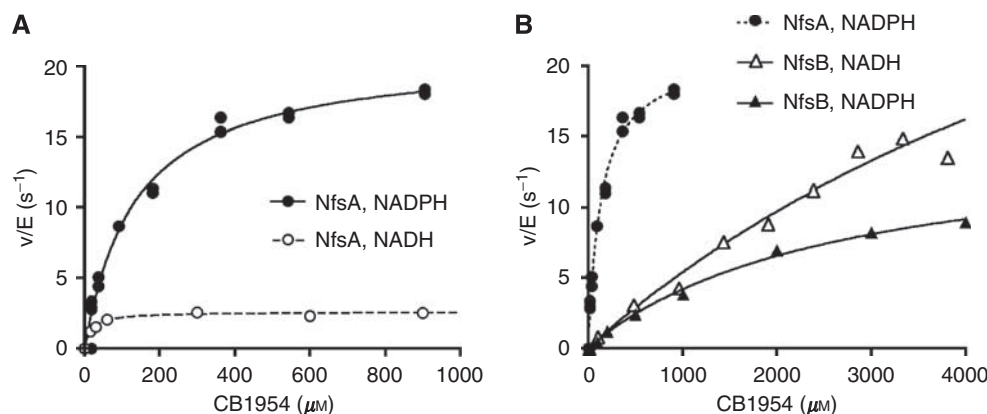 A
20
15
10
5
0
v/E (s⁻¹)
NfsA, NADPH
NfsA, NADH
0 200 400 600 800 1000
CB1954 (μM)
B
NfsA, NADPH
NfsB, NADH
NfsB, NADPH
20
15
10
5
0
v/E (s⁻¹)
0 1000 2000 3000 4000
CB1954 (μM)